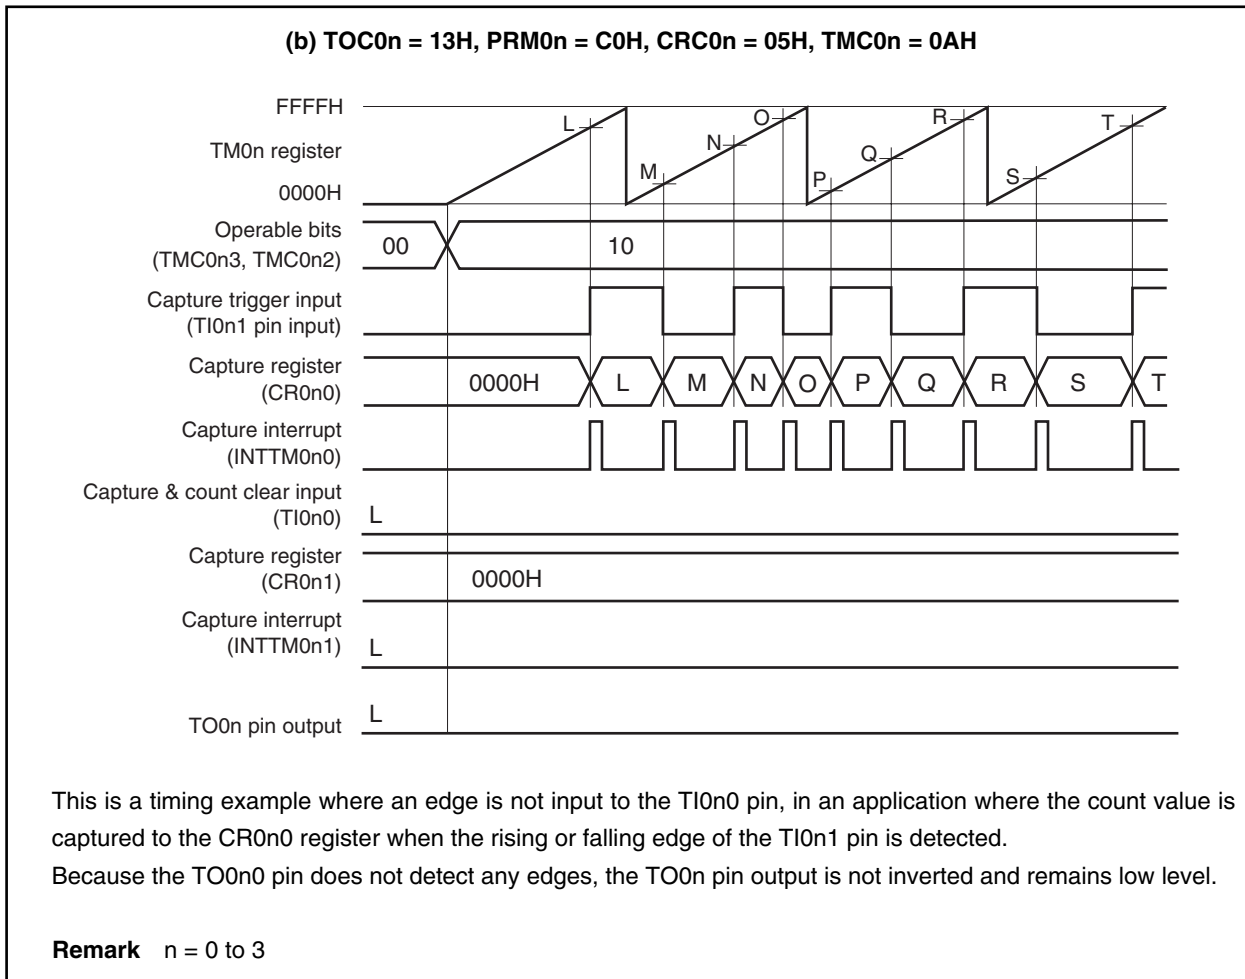 (b) TOC0n = 13H, PRM0n = C0H, CRC0n = 05H, TMC0n = 0AH
FFFFH
TM0n register
0000H
L
M
N
O
P
Q
R
S
T
Operable bits
(TMC0n3, TMC0n2)
00
10
Capture trigger input
(TI0n1 pin input)
Capture register
(CR0n0)
0000H
L
M
N
O
P
Q
R
S
T
Capture interrupt
(INTTM0n0)
Capture & count clear input
(TI0n0)
L
Capture register
(CR0n1)
0000H
Capture interrupt
(INTTM0n1)
L
TO0n pin output
L
This is a timing example where an edge is not input to the TI0n0 pin, in an application where the count value is
captured to the CR0n0 register when the rising or falling edge of the TI0n1 pin is detected.
Because the TO0n0 pin does not detect any edges, the TO0n pin output is not inverted and remains low level.
Remark n = 0 to 3